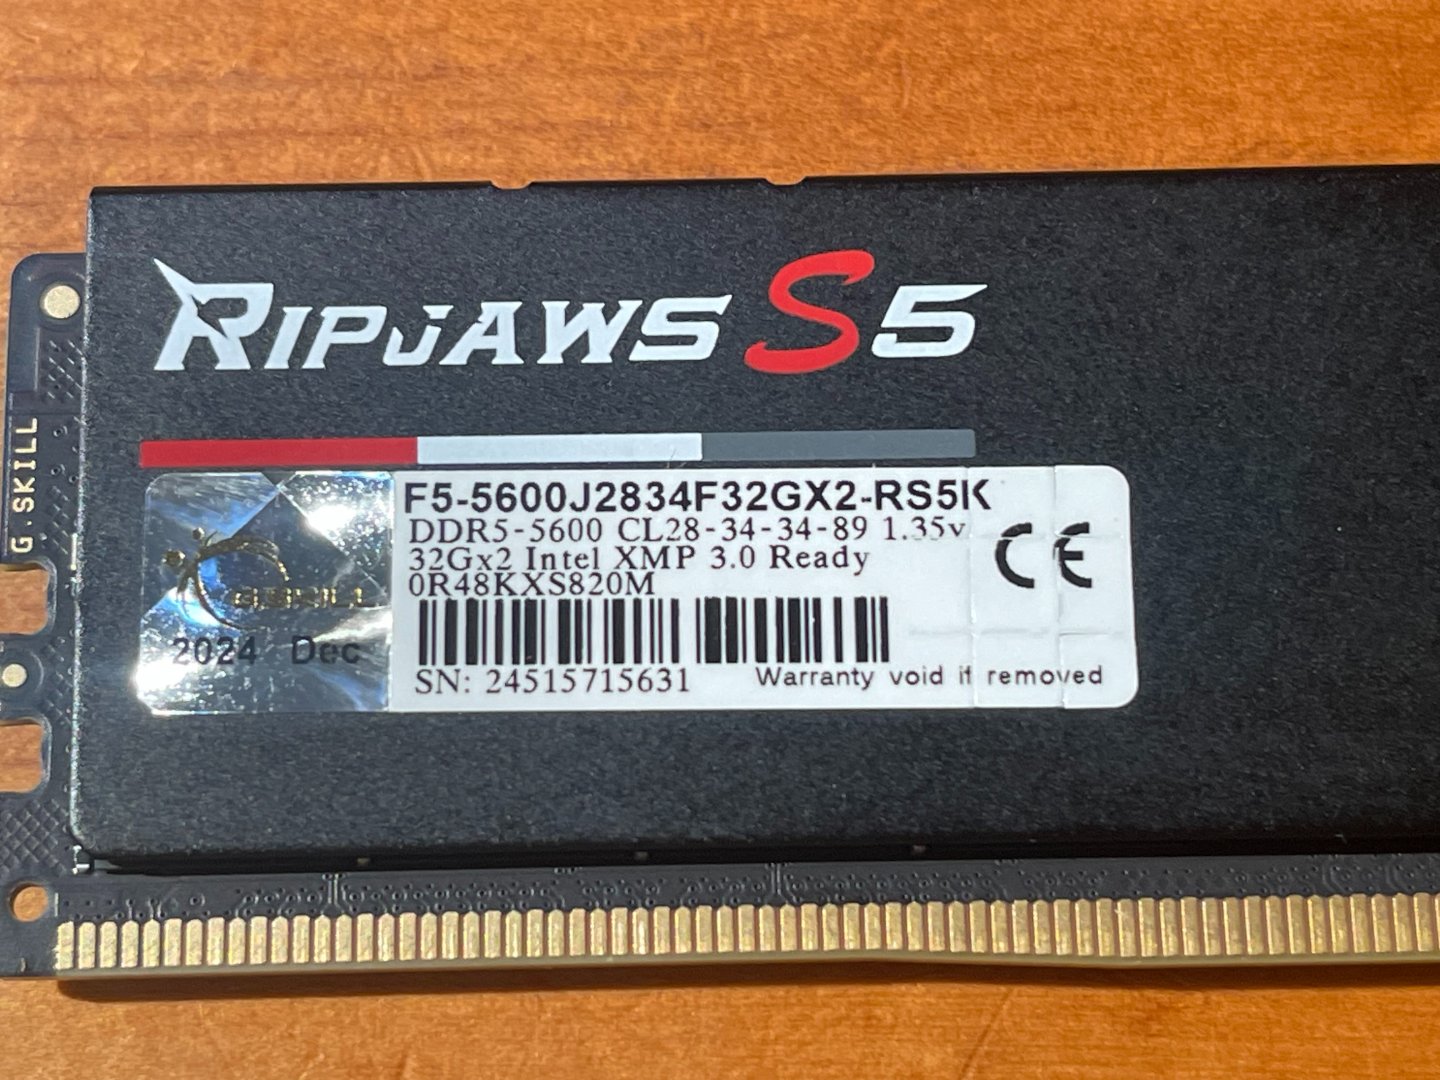 RIPJAWS S5
G.SKILL
F5-5600J2834F32GX2-RS5K
DDR5-5600 CL28-34-34-89 1.35v
32Gx2 Intel XMP 3.0 Ready
0R48KXS820M
G.SKILL
2024 Dec
SN: 24515715631
Warranty void if removed
CE